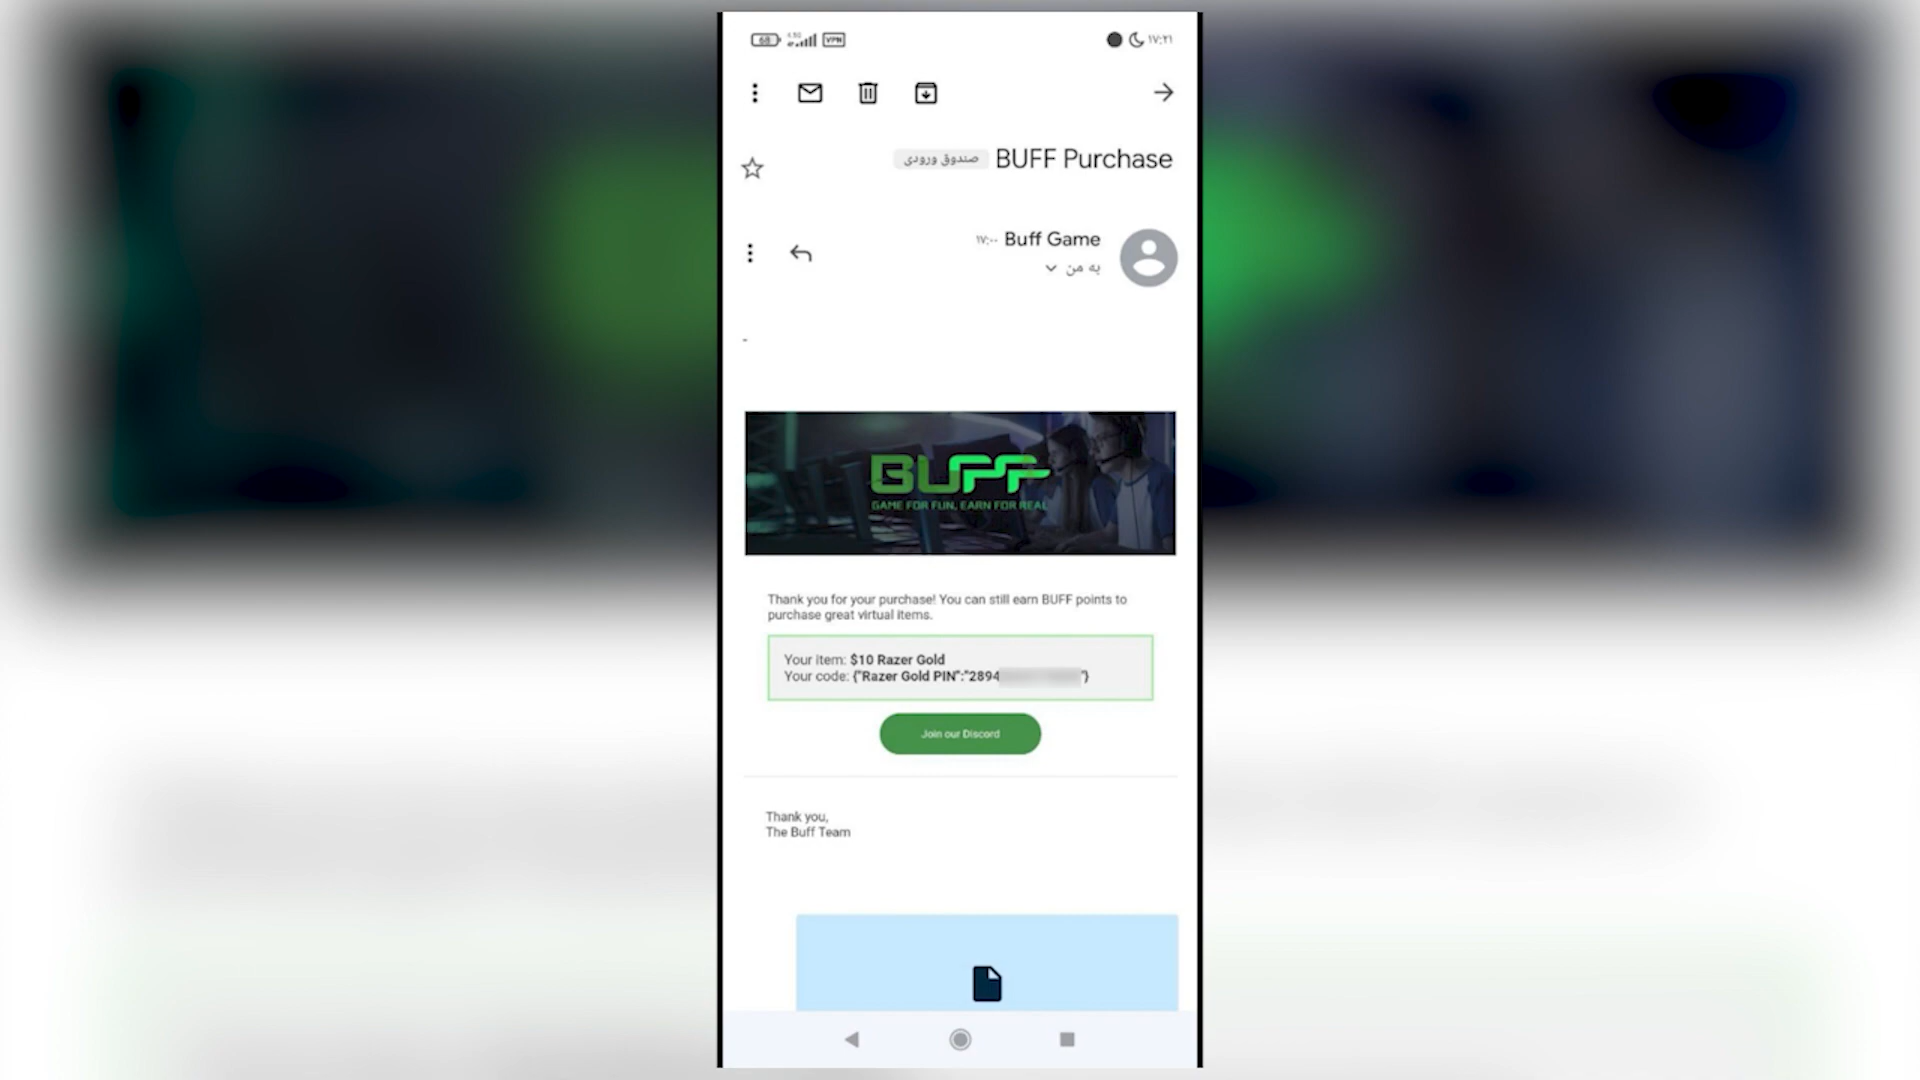 68 VPN ۱۷:۲۱
BUFF Purchase صندوق ورودی
Buff Game ۱۷:۰۰
به من
-
BUFF
GAME FOR FUN, EARN FOR REAL
Thank you for your purchase! You can still earn BUFF points to
purchase great virtual items.
Your item: $10 Razer Gold
Your code: {"Razer Gold PIN":"2894 "}
Join our Discord
Thank you,
The Buff Team